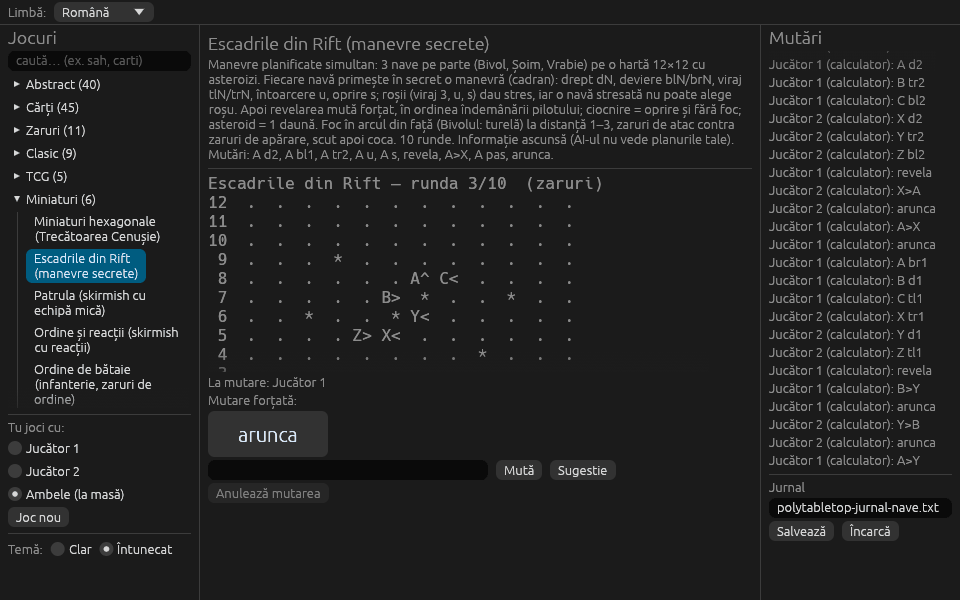 Limbă: Română
Jocuri
caută... (ex. sah, carti)
Abstract (40)
Cărți (45)
Zaruri (11)
Clasic (9)
TCG (5)
Miniaturi (6)
Miniaturi hexagonale
(Trecătoarea Cenușie)
Escadrile din Rift
(manevre secrete)
Patrula (skirmish cu
echipă mică)
Ordine și reacții (skirmish
cu reacții)
Ordine de bătaie
(infanterie, zaruri de
ordine)
Tu joci cu:
Jucător 1
Jucător 2
Ambele (la masă)
Joc nou
Temă: Clar Întunecat
Escadrile din Rift (manevre secrete)
Manevre planificate simultan: 3 nave pe parte (Bivol, Șoim, Vrabie) pe o hartă 12×12 cu
asteroizi. Fiecare navă primește în secret o manevră (cadran): drept dN, deviere blN/brN, viraj
tlN/trN, întoarcere u, oprire s; roșii (viraj 3, u, s) dau stres, iar o navă stresată nu poate alege
roșu. Apoi revelarea mută forțat, în ordinea îndemânării pilotului; ciocnire = oprire și fără foc;
asteroid = 1 daună. Foc în arcul din față (Bivolul: turelă) la distanță 1–3, zaruri de atac contra
zaruri de apărare, scut apoi coca. 10 runde. Informație ascunsă (AI-ul nu vede planurile tale).
Mutări: A d2, A bl1, A tr2, A u, A s, revela, A>X, A pas, arunca.
Escadrile din Rift — runda 3/10 (zaruri)
12 . . . . . . . . . . . .
11 . . . . . . . . . . . .
10 . . . . . . . . . . . .
9 . . . * . . . . . . . .
8 . . . . . . A^ C< . . . .
7 . . . . . B> * . . * . .
6 . . * . . * Y< . . . . .
5 . . . . Z> X< . . . . . .
4 . . . . . . . . * . . .
La mutare: Jucător 1
Mutare forțată:
arunca
Mută
Sugestie
Anulează mutarea
Mutări
Jucător 1 (calculator): A d2
Jucător 1 (calculator): B tr2
Jucător 1 (calculator): C bl2
Jucător 2 (calculator): X d2
Jucător 2 (calculator): Y tr2
Jucător 2 (calculator): Z bl2
Jucător 1 (calculator): revela
Jucător 2 (calculator): X>A
Jucător 2 (calculator): arunca
Jucător 1 (calculator): A>X
Jucător 1 (calculator): arunca
Jucător 1 (calculator): A br1
Jucător 1 (calculator): B d1
Jucător 1 (calculator): C tl1
Jucător 2 (calculator): X tr1
Jucător 2 (calculator): Y d1
Jucător 2 (calculator): Z tl1
Jucător 1 (calculator): revela
Jucător 1 (calculator): B>Y
Jucător 1 (calculator): arunca
Jucător 2 (calculator): Y>B
Jucător 2 (calculator): arunca
Jucător 1 (calculator): A>Y
Jurnal
polytabletop-jurnal-nave.txt
Salvează
Încarcă